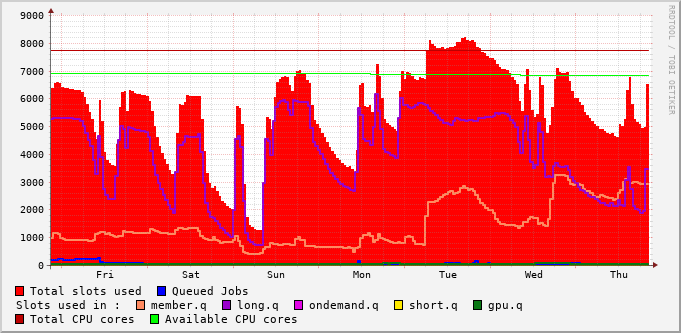 9000
8000
7000
6000
5000
4000
3000
2000
1000
0
Fri Sat Sun Mon Tue Wed Thu
RRDTOOL / TOBI OETIKER
Total slots used Queued Jobs
Slots used in : member.q long.q ondemand.q short.q gpu.q
Total CPU cores Available CPU cores